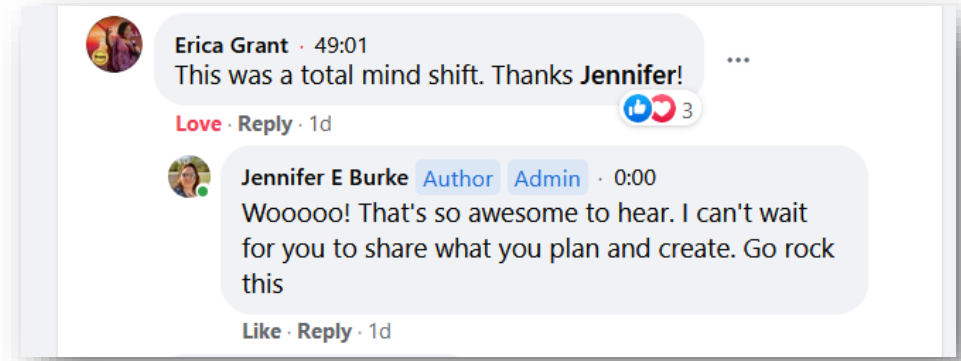 Erica Grant · 49:01
This was a total mind shift. Thanks Jennifer!
3
Love · Reply · 1d
Jennifer E Burke Author Admin · 0:00
Wooooo! That's so awesome to hear. I can't wait
for you to share what you plan and create. Go rock
this
Like · Reply · 1d